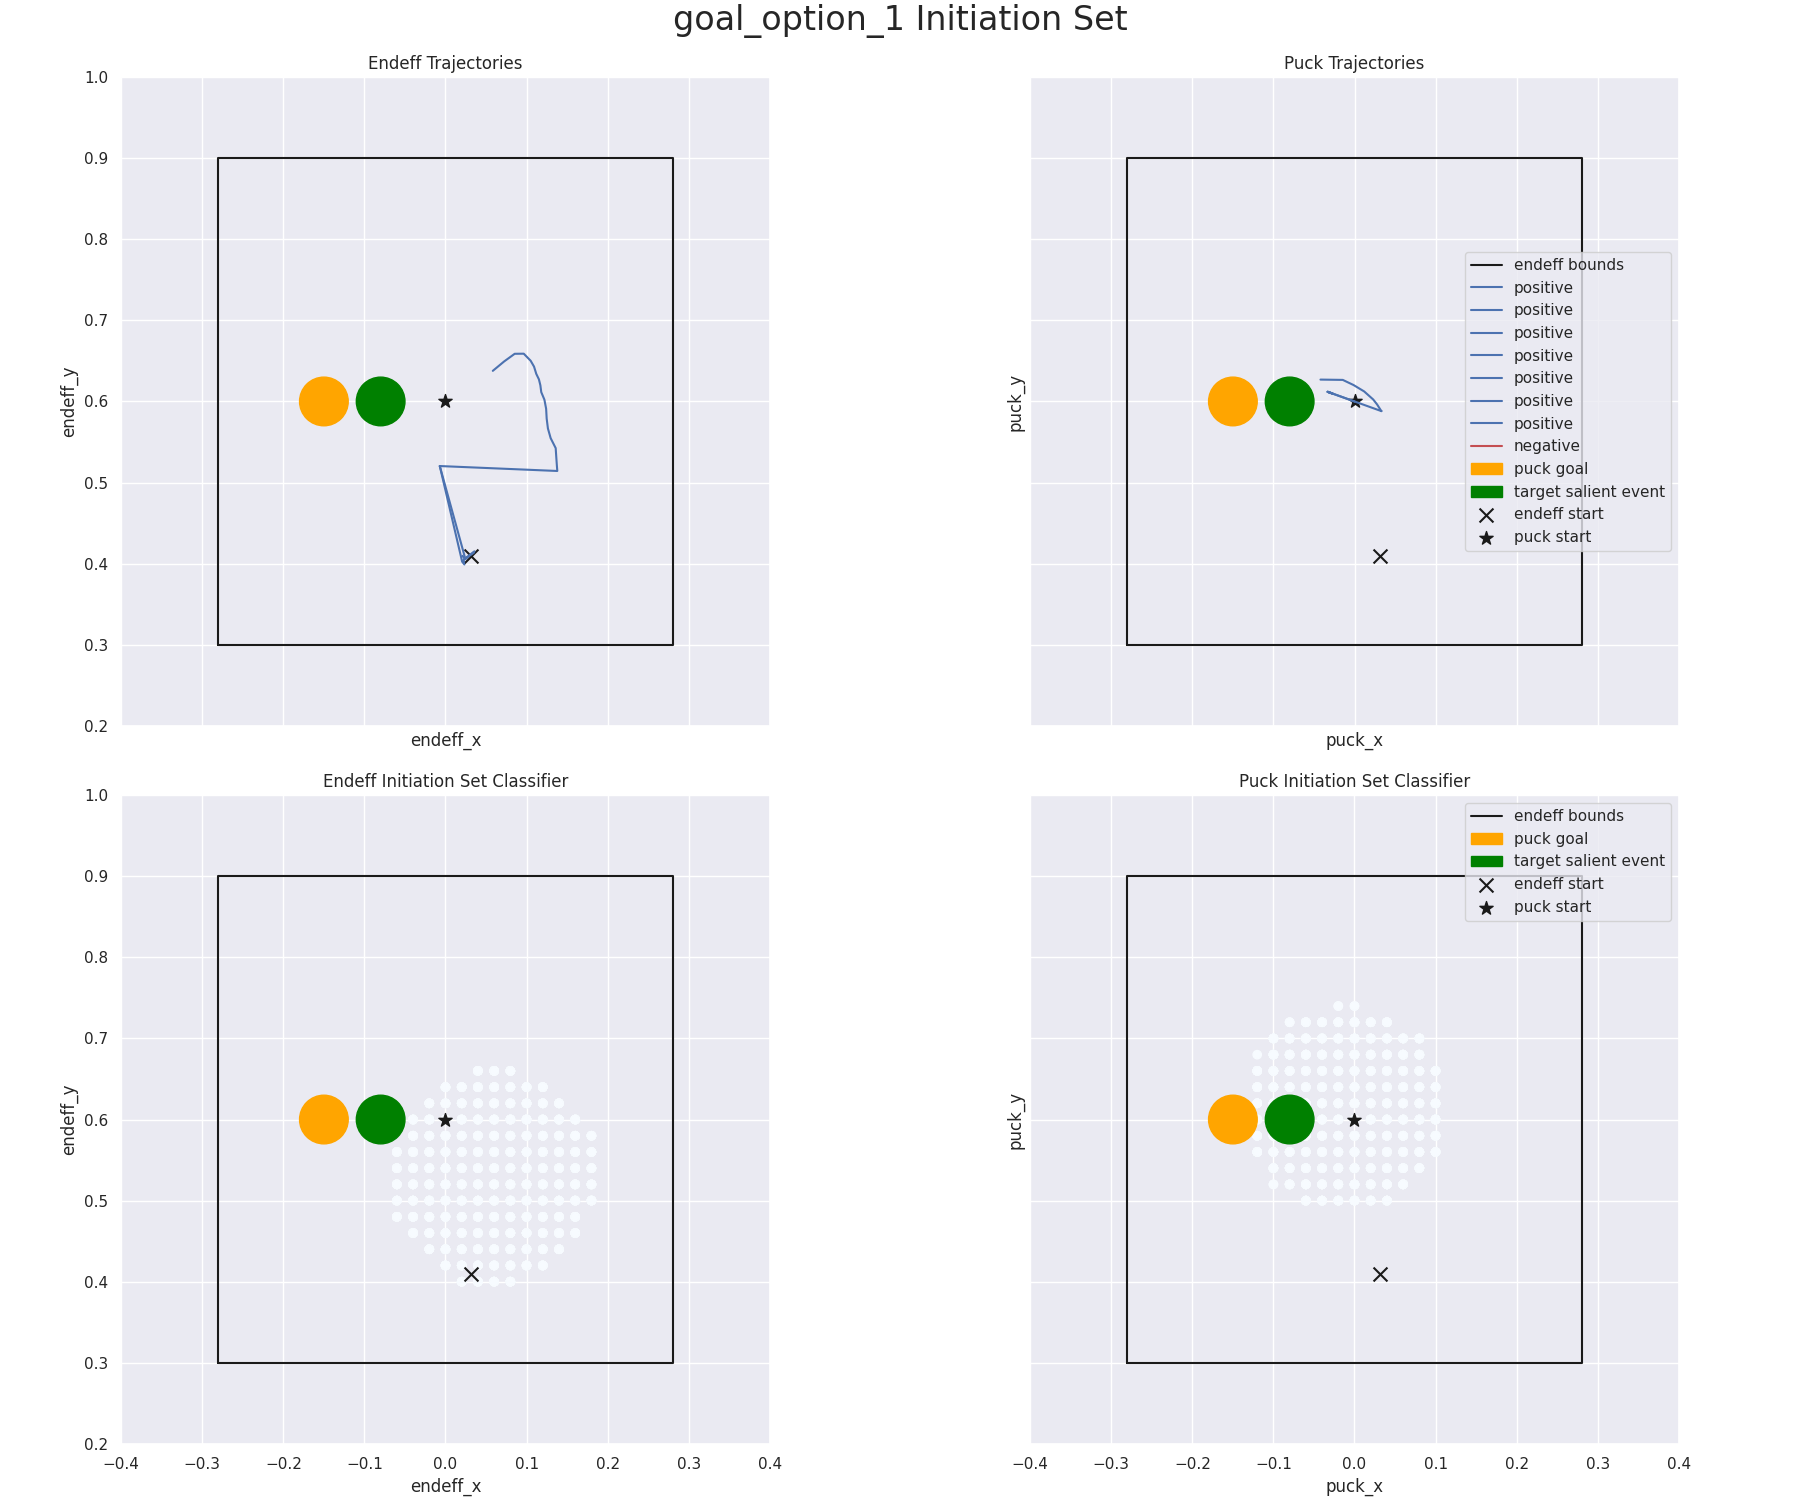 goal_option_1 Initiation Set
Endeff Trajectories
1.0
0.9
0.8
0.7
0.6
0.5
0.4
0.3
0.2
endeff_y
endeff_x
Puck Trajectories
puck_y
puck_x
endeff bounds
positive
positive
positive
positive
positive
positive
positive
negative
puck goal
target salient event
endeff start
puck start
Endeff Initiation Set Classifier
1.0
0.9
0.8
0.7
0.6
0.5
0.4
0.3
0.2
endeff_y
−0.4 −0.3 −0.2 −0.1 0.0 0.1 0.2 0.3 0.4
endeff_x
Puck Initiation Set Classifier
puck_y
endeff bounds
puck goal
target salient event
endeff start
puck start
−0.4 −0.3 −0.2 −0.1 0.0 0.1 0.2 0.3 0.4
puck_x